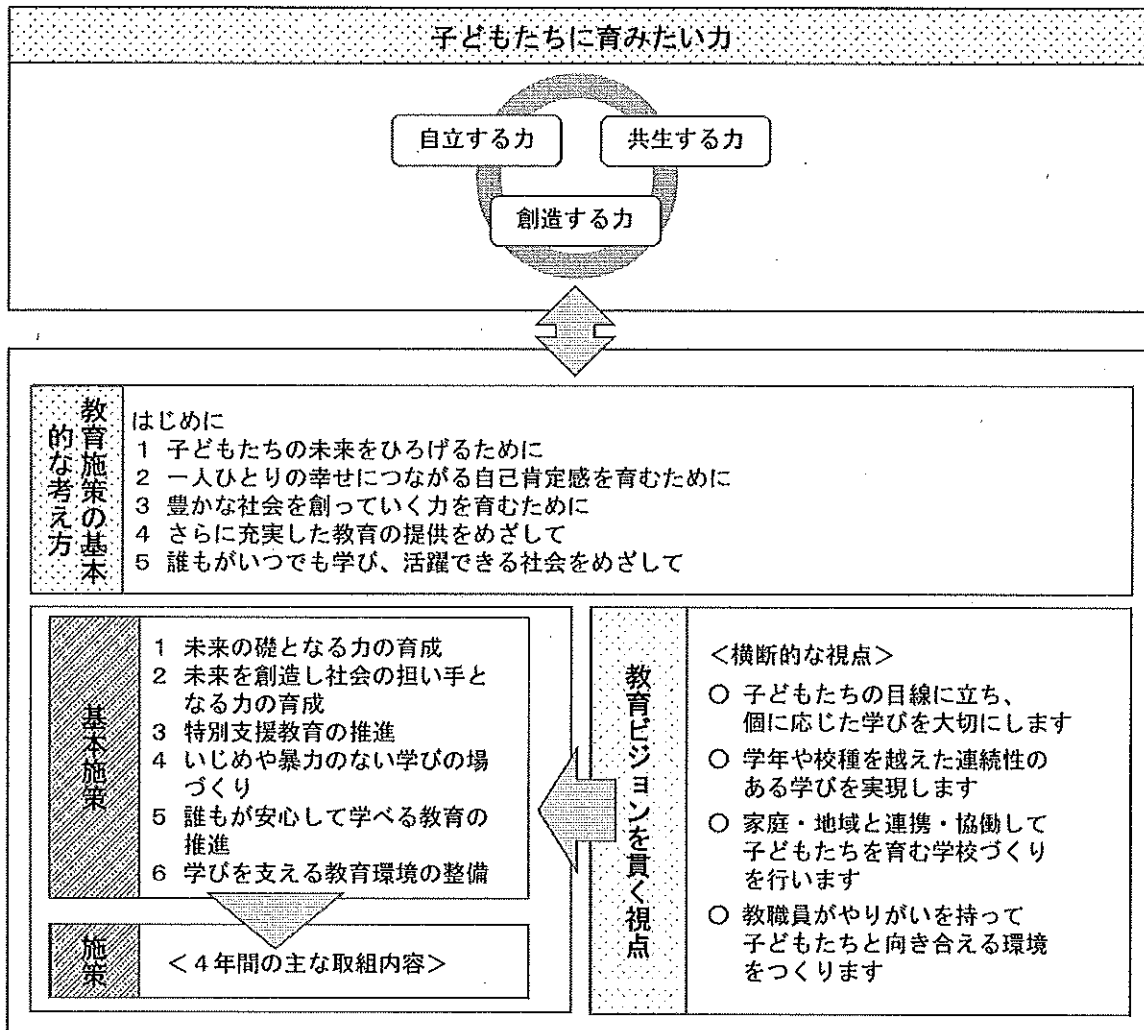 子どもたちに育みたい力
自立する力
共生する力
創造する力
教育施策の基本
的な考え方
はじめに
1 子どもたちの未来をひろげるために
2 一人ひとりの幸せにつながる自己肯定感を育むために
3 豊かな社会を創っていく力を育むために
4 さらに充実した教育の提供をめざして
5 誰もがいつでも学び、活躍できる社会をめざして
基本施策
1 未来の礎となる力の育成
2 未来を創造し社会の担い手と
なる力の育成
3 特別支援教育の推進
4 いじめや暴力のない学びの場
づくり
5 誰もが安心して学べる教育の
推進
6 学びを支える教育環境の整備
施策
＜４年間の主な取組内容＞
教育ビジョンを貫く視点
＜横断的な視点＞
○ 子どもたちの目線に立ち、
個に応じた学びを大切にします
○ 学年や校種を越えた連続性の
ある学びを実現します
○ 家庭・地域と連携・協働して
子どもたちを育む学校づくり
を行います
○ 教職員がやりがいを持って
子どもたちと向き合える環境
をつくります